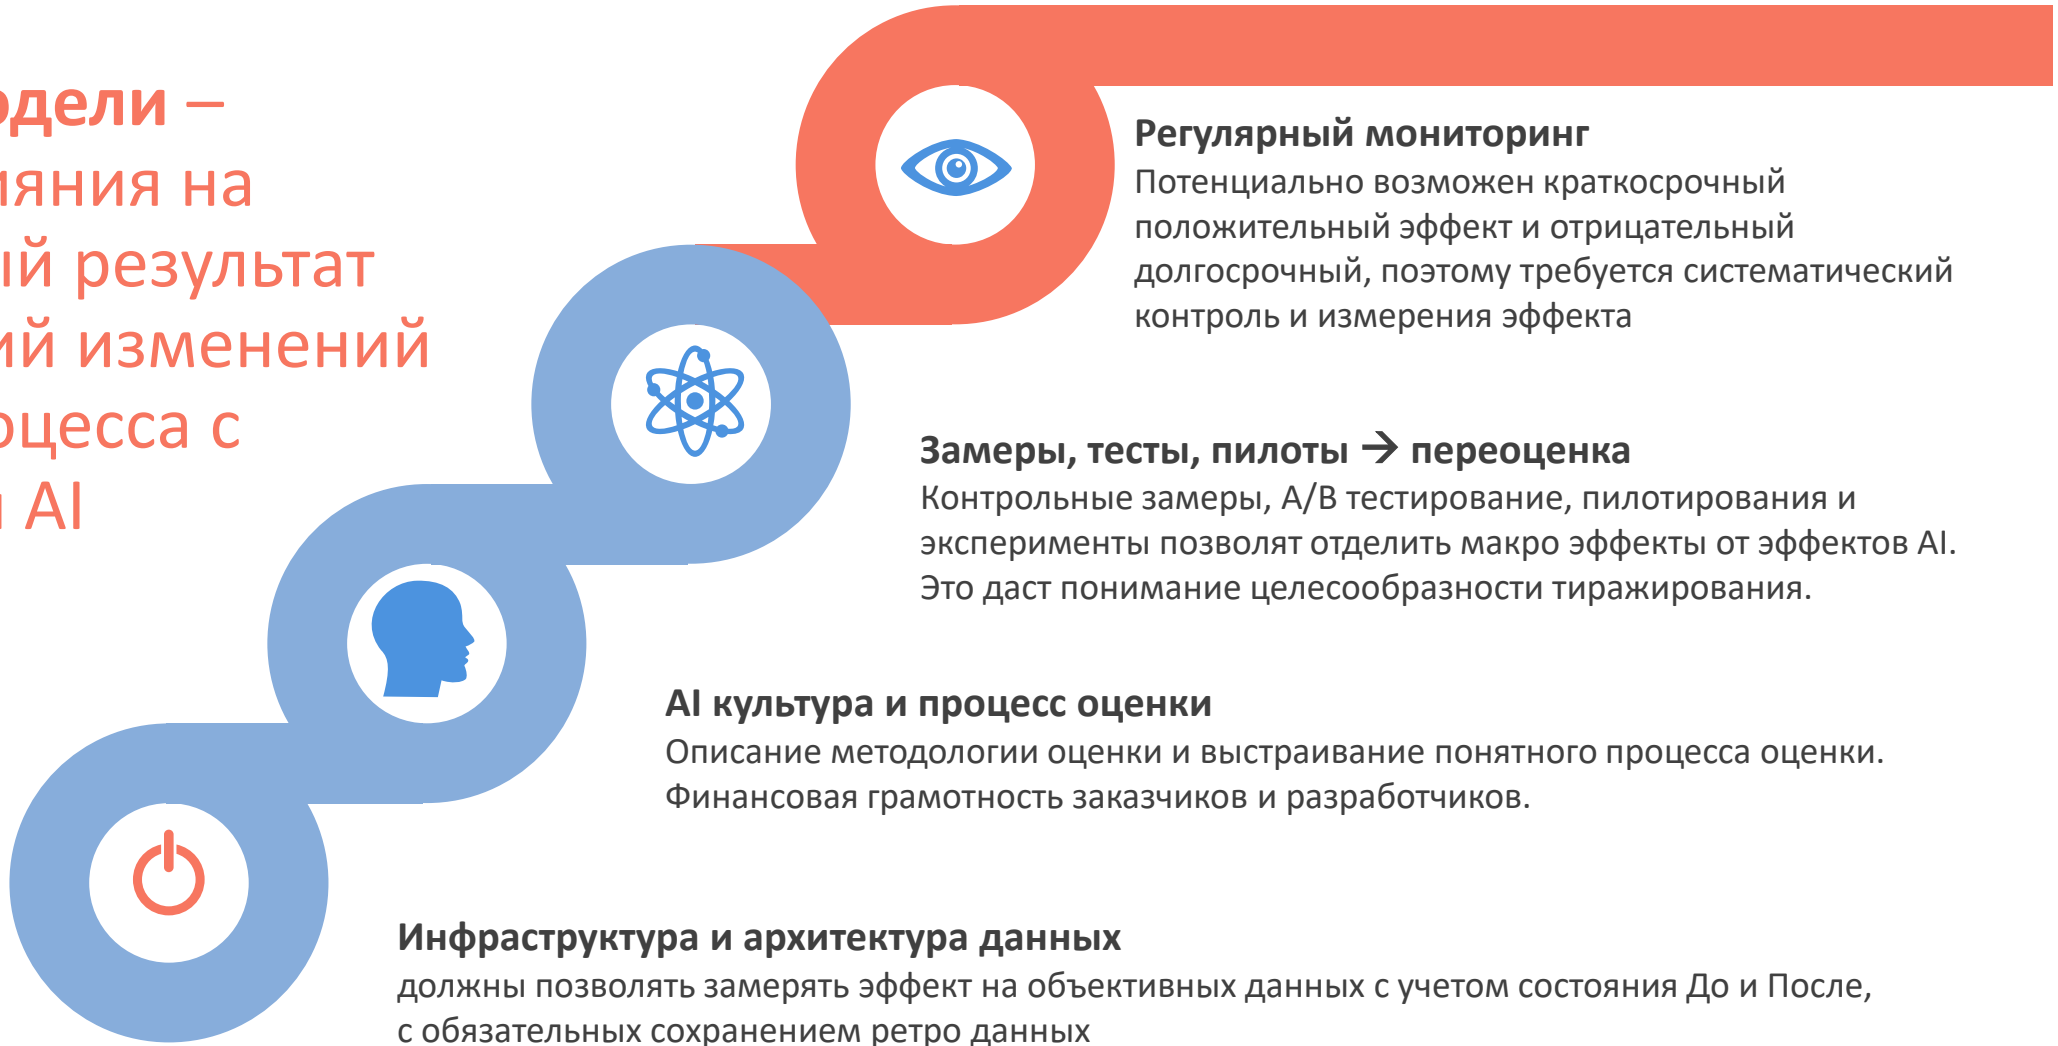 одели –
ияния на
ый результат
ий изменений
оцесса с
AI
Регулярный мониторинг
Потенциально возможен краткосрочный
положительный эффект и отрицательный
долгосрочный, поэтому требуется систематический
контроль и измерения эффекта
Замеры, тесты, пилоты → переоценка
Контрольные замеры, А/В тестирование, пилотирования и
эксперименты позволят отделить макро эффекты от эффектов AI.
Это даст понимание целесообразности тиражирования.
AI культура и процесс оценки
Описание методологии оценки и выстраивание понятного процесса оценки.
Финансовая грамотность заказчиков и разработчиков.
Инфраструктура и архитектура данных
должны позволять замерять эффект на объективных данных с учетом состояния До и После,
с обязательных сохранением ретро данных